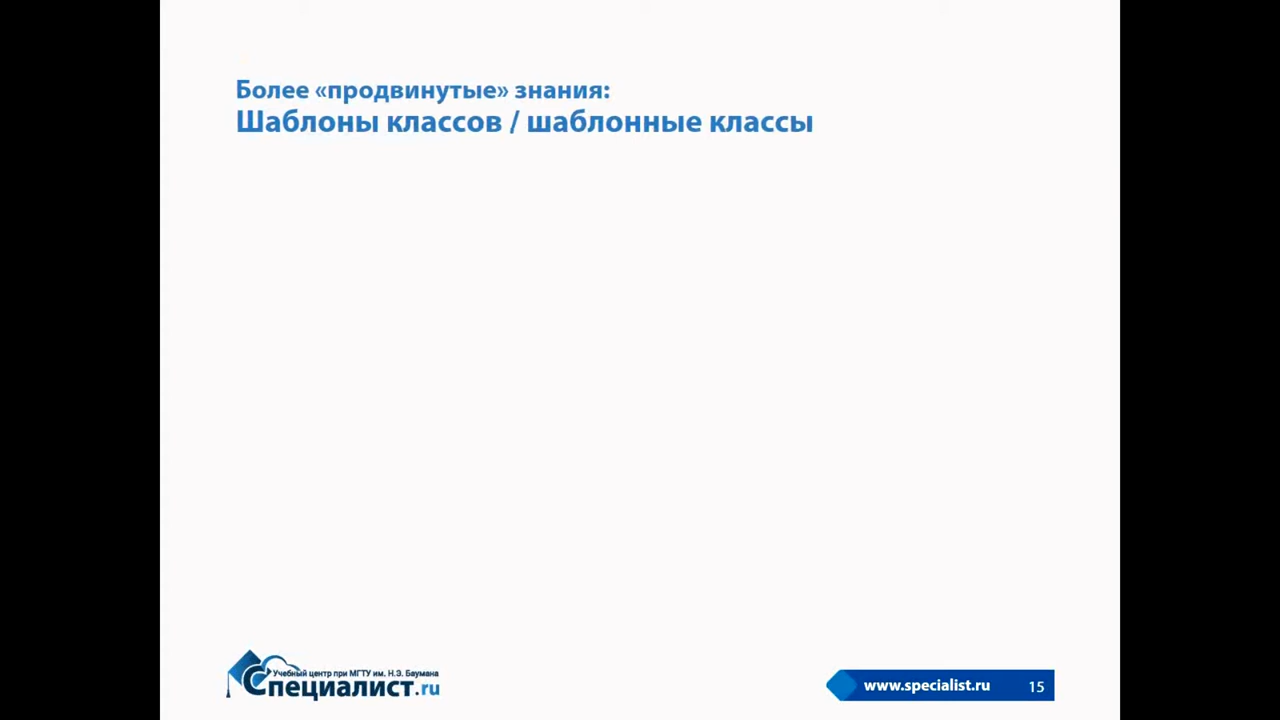 Более «продвинутые» знания:
Шаблоны классов / шаблонные классы
Учебный центр при МГТУ им. Н.Э. Баумана
Специалист.ru
www.specialist.ru 15